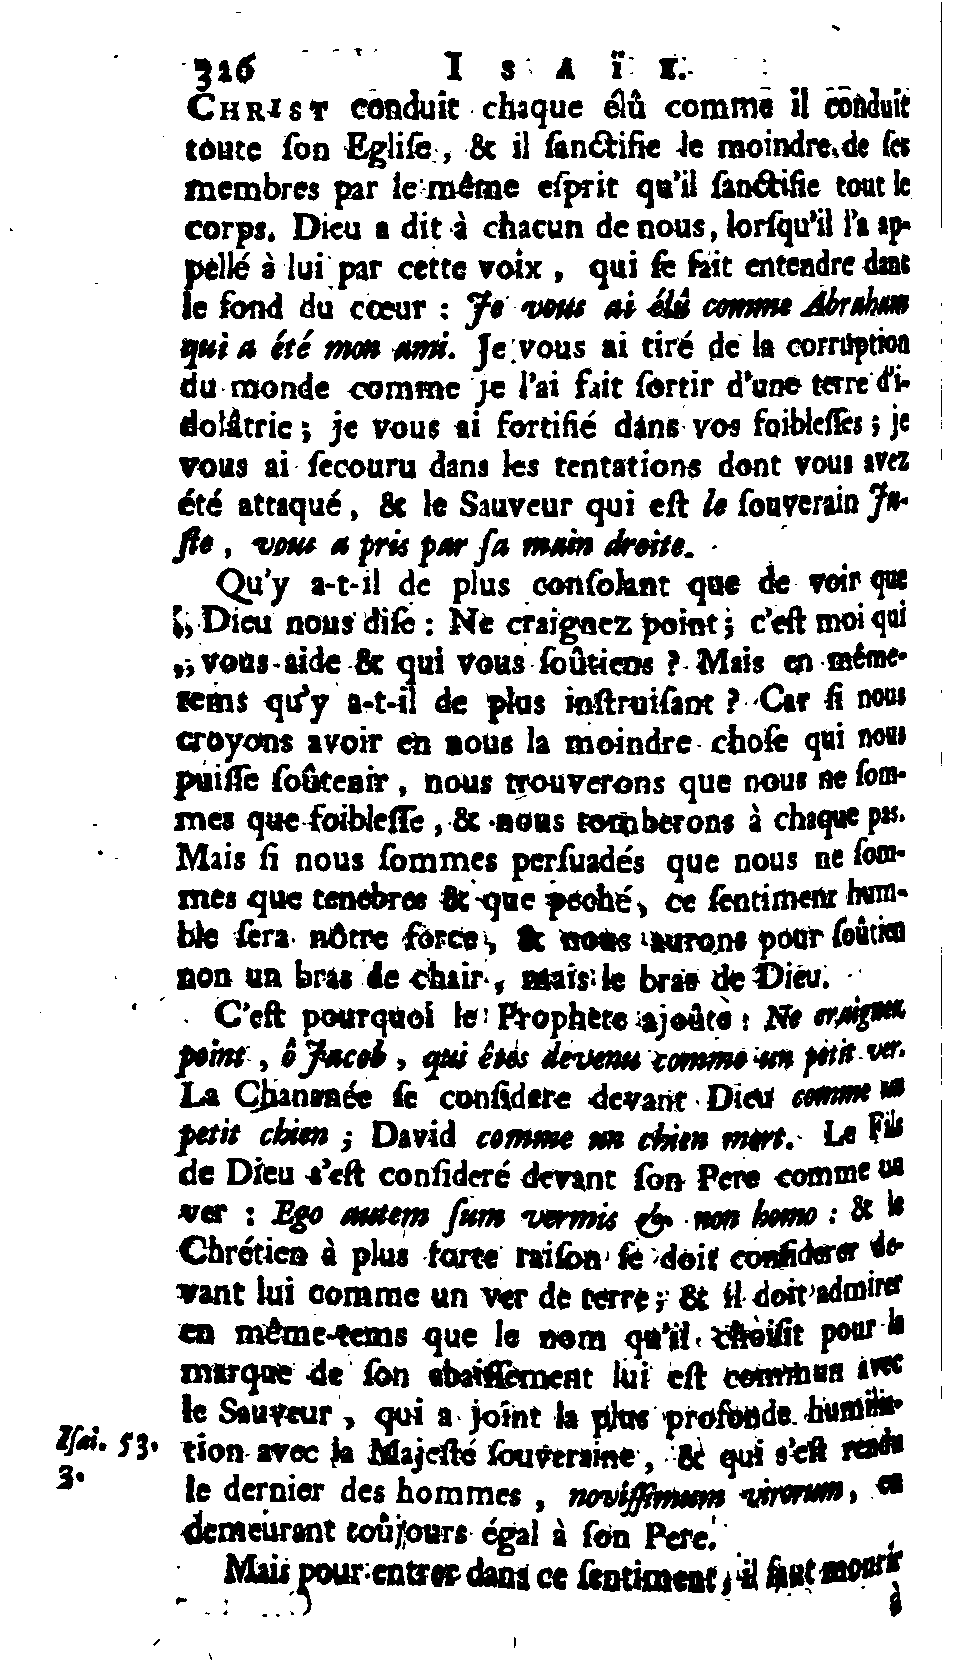 326 ISAÏE.
CHRIST conduit chaque élû comme il conduit
toute ſon Egliſe, & il ſanctifie le moindre de ſes
membres par le même eſprit qu'il ſanctifie tout le
corps. Dieu a dit à chacun de nous, lorſqu'il l'a ap-
pellé à lui par cette voix, qui ſe fait entendre dans
le fond du cœur : Je vous ai élû comme Abraham
qui a été mon ami. Je vous ai tiré de la corruption
du monde comme je l'ai fait ſortir d'une terre d'i-
dolâtrie; je vous ai fortifié dans vos foibleſſes; je
vous ai ſecouru dans les tentations dont vous avez
été attaqué, & le Sauveur qui eſt le ſouverain Ju-
ſte, vous a pris par ſa main droite.
Qu'y a-t-il de plus conſolant que de voir que
„ Dieu nous diſe : Ne craignez point; c'eſt moi qui
„ vous aide & qui vous ſoûtiens ? Mais en même-
tems qu'y a-t-il de plus inſtruiſant ? Car ſi nous
croyons avoir en nous la moindre choſe qui nous
puiſſe ſoûtenir, nous trouverons que nous ne ſom-
mes que foibleſſe, & nous tomberons à chaque pas.
Mais ſi nous ſommes perſuadés que nous ne ſom-
mes que tenebres & que peché, ce ſentiment hum-
ble ſera nôtre force, & nous aurons pour ſoûtien
non un bras de chair, mais le bras de Dieu.
C'eſt pourquoi le Prophete ajoûte : Ne craignez
point, ô Jacob, qui êtes devenu comme un petit ver.
La Chananée ſe conſidere devant Dieu comme un
petit chien; David comme un chien mort. Le Fils
de Dieu s'eſt conſideré devant ſon Pere comme un
ver : Ego autem ſum vermis & non homo : & le
Chrétien à plus forte raiſon ſe doit conſiderer de-
vant lui comme un ver de terre; & il doit admirer
en même-tems que le nom qu'il choiſit pour la
marque de ſon abaiſſement lui eſt commun avec
le Sauveur, qui a joint la plus profonde humilia-
Iſai. 53. tion avec la Majeſté ſouveraine, & qui s'eſt rendu
3. le dernier des hommes, noviſſimum virorum, en
demeurant toûjours égal à ſon Pere.
Mais pour entrer dans ce ſentiment, il faut mourir
à